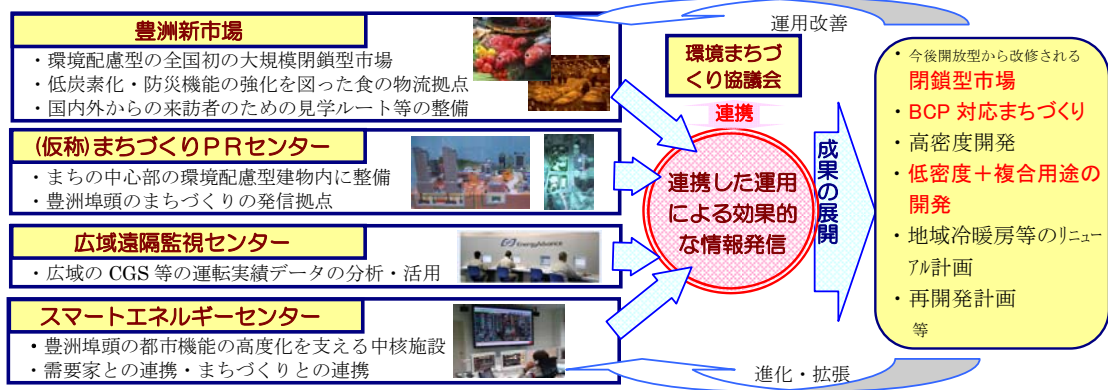 豊洲新市場
・環境配慮型の全国初の大規模閉鎖型市場
・低炭素化・防災機能の強化を図った食の物流拠点
・国内外からの来訪者のための見学ルート等の整備
(仮称)まちづくりPRセンター
・まちの中心部の環境配慮型建物内に整備
・豊洲埠頭のまちづくりの発信拠点
広域遠隔監視センター
・広域の CGS 等の運転実績データの分析・活用
EnergyAdvance
スマートエネルギーセンター
・豊洲埠頭の都市機能の高度化を支える中核施設
・需要家との連携・まちづくりとの連携
運用改善
環境まちづ
くり協議会
連携
連携した運用
による効果的
な情報発信
成果の展開
進化・拡張
・今後開放型から改修される
閉鎖型市場
・BCP 対応まちづくり
・高密度開発
・低密度+複合用途の
開発
・地域冷暖房等のリニュー
アル計画
・再開発計画
等